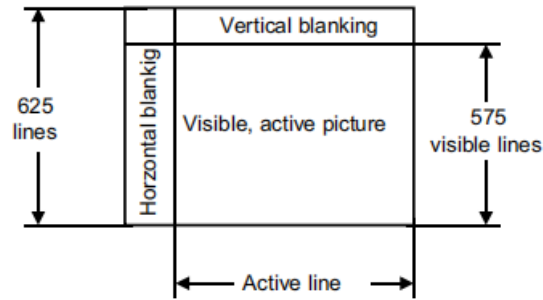 Vertical blanking
625
lines
Horzontal blankig
Visible, active picture
575
visible lines
Active line